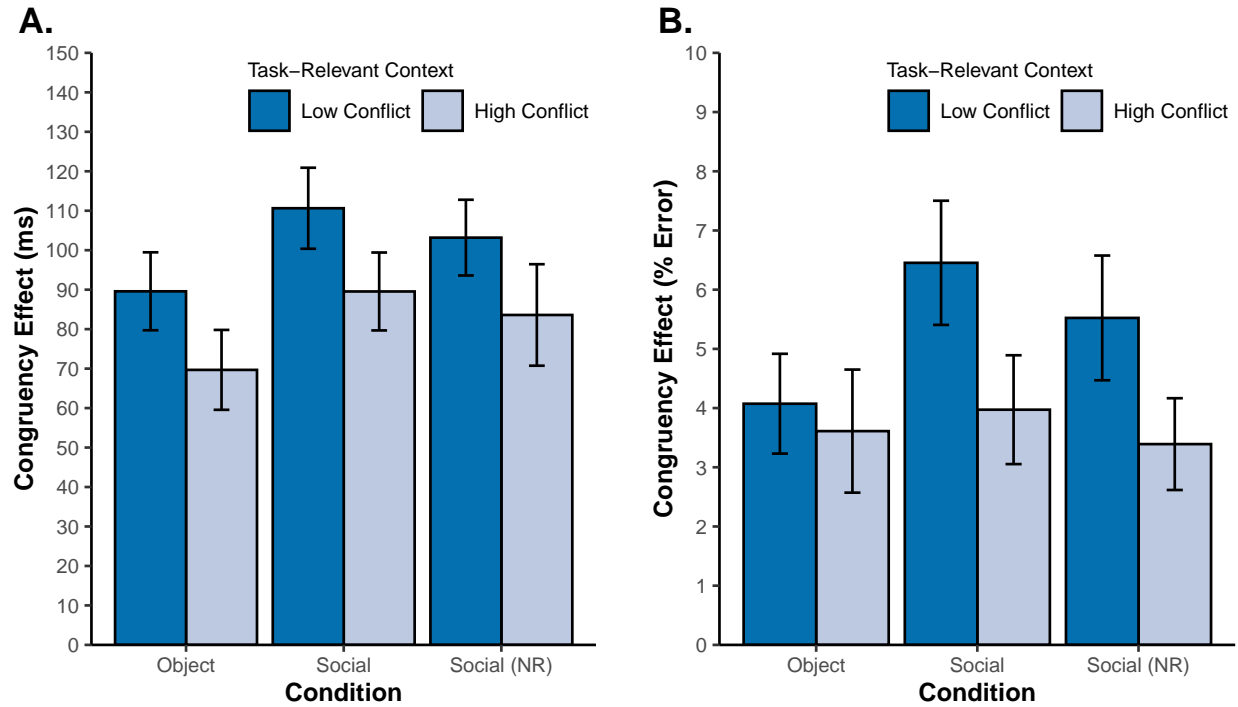 A.
Task−Relevant Context
Low Conflict
High Conflict
150
140
130
120
110
100
90
80
70
60
50
40
30
20
10
0
Congruency Effect (ms)
Object
Social
Social (NR)
Condition
B.
Task−Relevant Context
Low Conflict
High Conflict
10
9
8
7
6
5
4
3
2
1
0
Congruency Effect (% Error)
Object
Social
Social (NR)
Condition